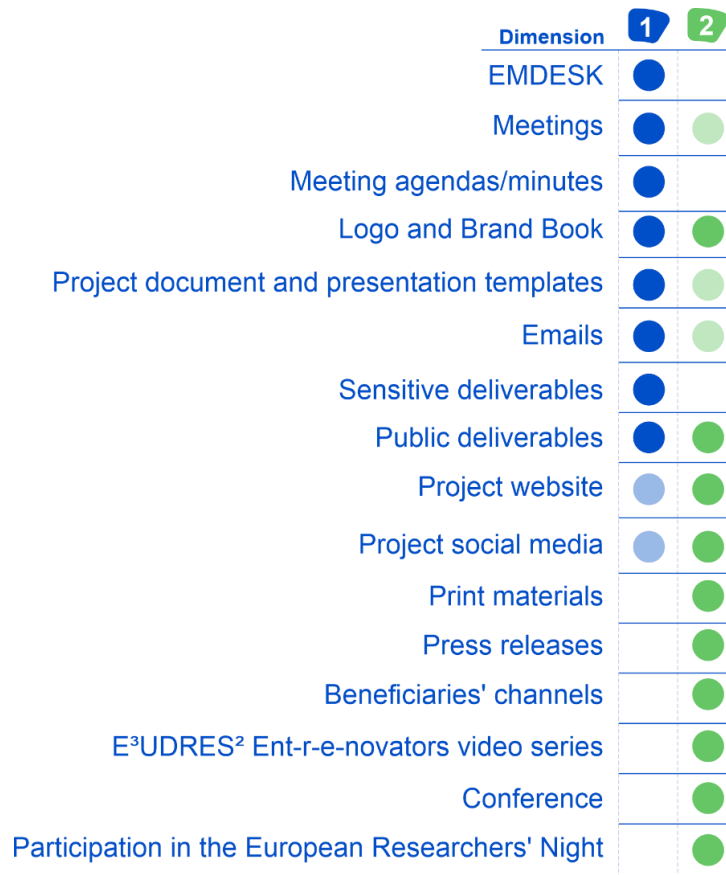 Dimension 1 2
EMDESK
Meetings
Meeting agendas/minutes
Logo and Brand Book
Project document and presentation templates
Emails
Sensitive deliverables
Public deliverables
Project website
Project social media
Print materials
Press releases
Beneficiaries' channels
E³UDRES² Ent-r-e-novators video series
Conference
Participation in the European Researchers' Night